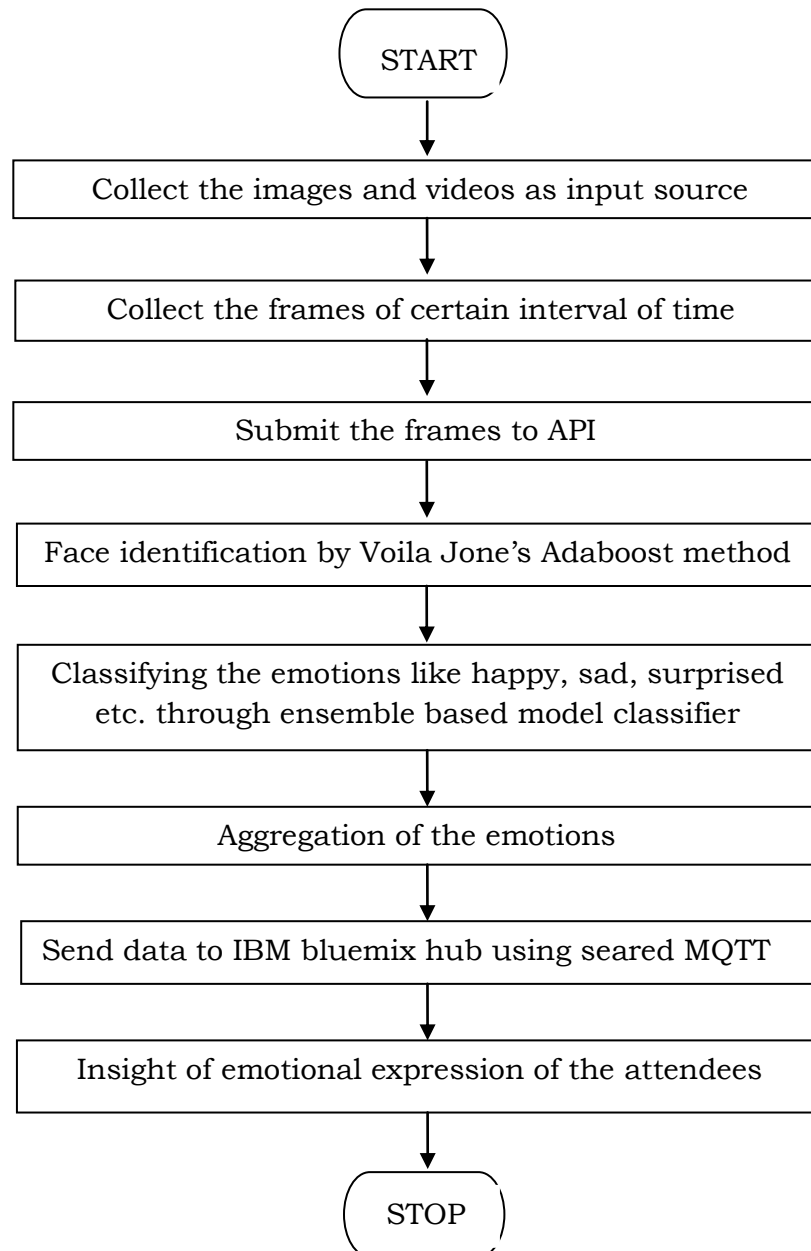 START
Collect the images and videos as input source
Collect the frames of certain interval of time
Submit the frames to API
Face identification by Voila Jone’s Adaboost method
Classifying the emotions like happy, sad, surprised
etc. through ensemble based model classifier
Aggregation of the emotions
Send data to IBM bluemix hub using seared MQTT
Insight of emotional expression of the attendees
STOP